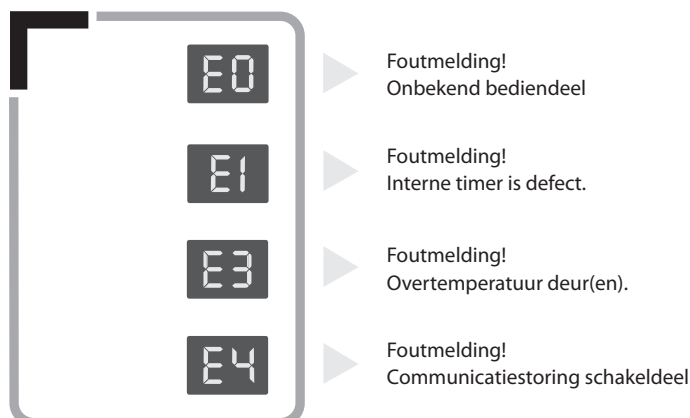 E0
Foutmelding!
Onbekend bediendeel
E1
Foutmelding!
Interne timer is defect.
E3
Foutmelding!
Overtemperatuur deur(en).
E4
Foutmelding!
Communicatiestoring schakeldeel